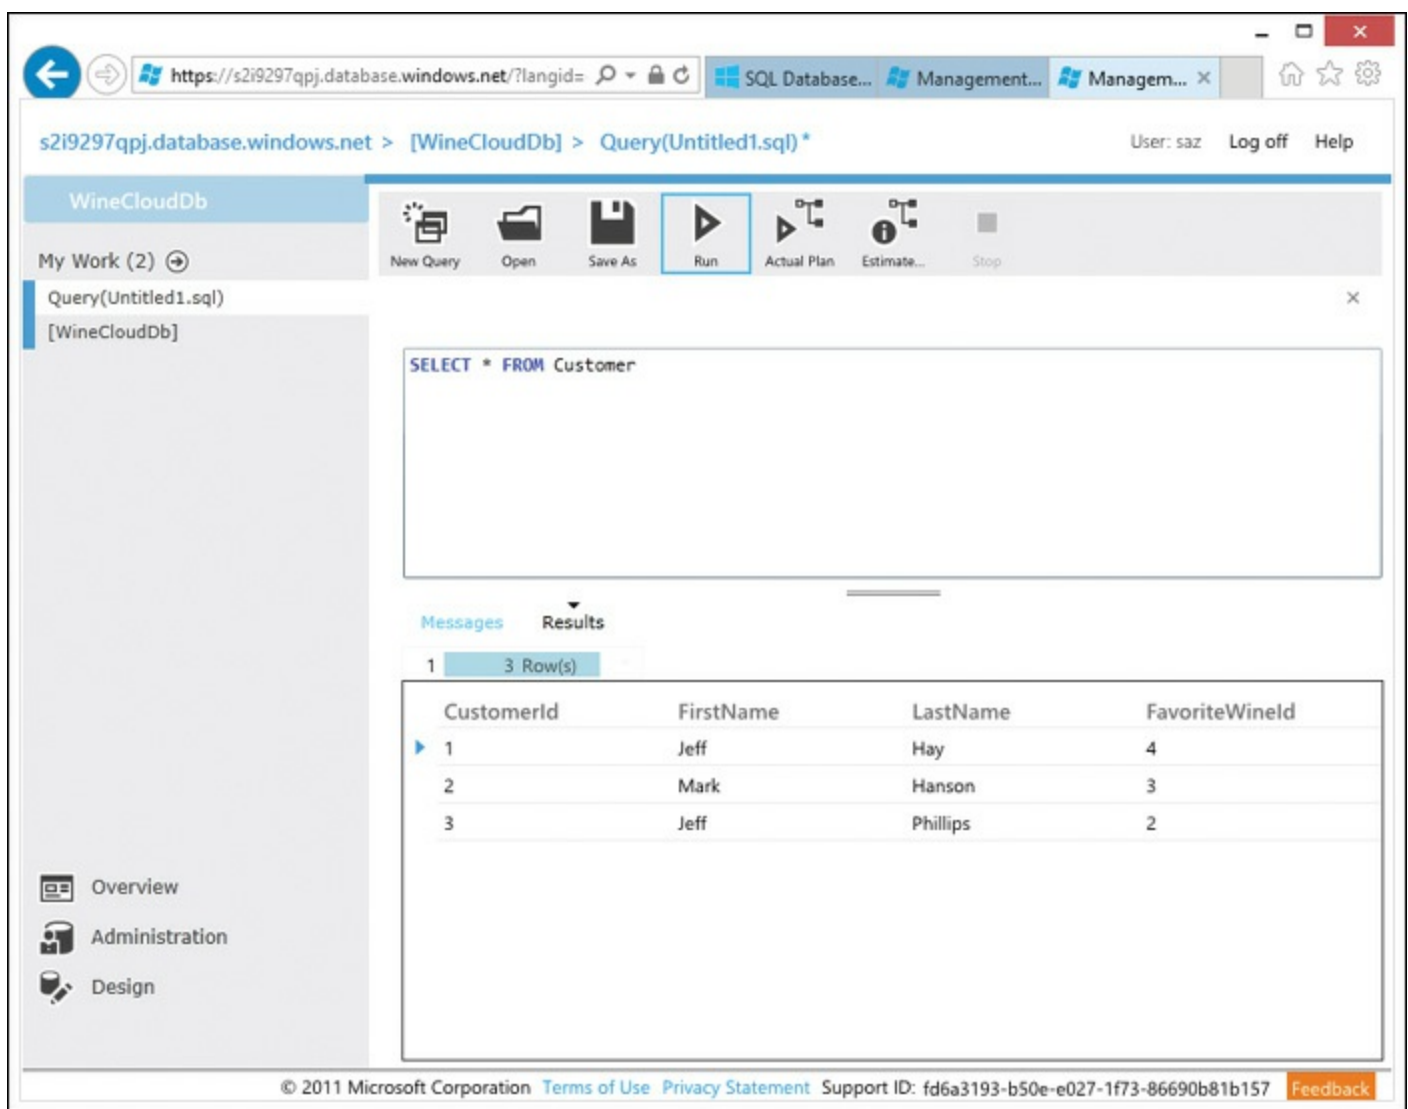 https://s2i9297qpj.database.windows.net/?langid= SQL Database... Management... Managem...
s2i9297qpj.database.windows.net > [WineCloudDb] > Query(Untitled1.sql) * User: saz Log off Help
WineCloudDb
My Work (2)
Query(Untitled1.sql)
[WineCloudDb]
New Query Open Save As Run Actual Plan Estimate... Stop
SELECT * FROM Customer
Messages Results
1 3 Row(s)
CustomerId FirstName LastName FavoriteWineId
1 Jeff Hay 4
2 Mark Hanson 3
3 Jeff Phillips 2
Overview
Administration
Design
© 2011 Microsoft Corporation Terms of Use Privacy Statement Support ID: fd6a3193-b50e-e027-1f73-86690b81b157 Feedback